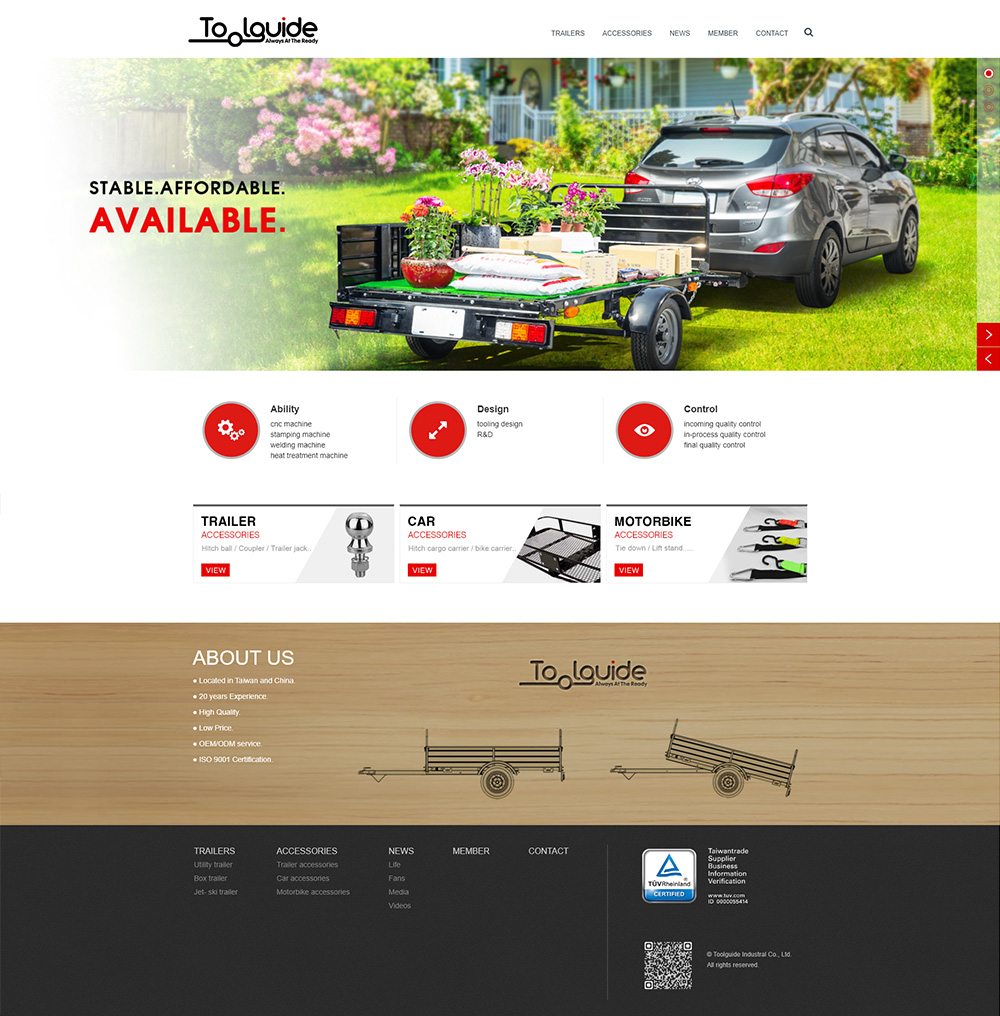 Toolguide
Always At The Ready
TRAILERS ACCESSORIES NEWS MEMBER CONTACT
STABLE.AFFORDABLE.
AVAILABLE.
Ability
cnc machine
stamping machine
welding machine
heat treatment machine
Design
tooling design
R&D
Control
incoming quality control
in-process quality control
final quality control
TRAILER
ACCESSORIES
Hitch ball / Coupler / Trailer jack..
VIEW
CAR
ACCESSORIES
Hitch cargo carrier / bike carrier..
VIEW
MOTORBIKE
ACCESSORIES
Tie down / Lift stand.....
VIEW
ABOUT US
● Located in Taiwan and China.
● 20 years Experience.
● High Quality.
● Low Price.
● OEM/ODM service.
● ISO 9001 Certification.
Toolguide
Always At The Ready
TRAILERS
Utility trailer
Box trailer
Jet- ski trailer
ACCESSORIES
Trailer accessories
Car accessories
Motorbike accessories
NEWS
Life
Fans
Media
Videos
MEMBER
CONTACT
TÜVRheinland
CERTIFIED
Taiwantrade
Supplier
Business
Information
Verification
www.tuv.com
ID 0000055414
© Toolguide Industral Co., Ltd.
All rights reserved.